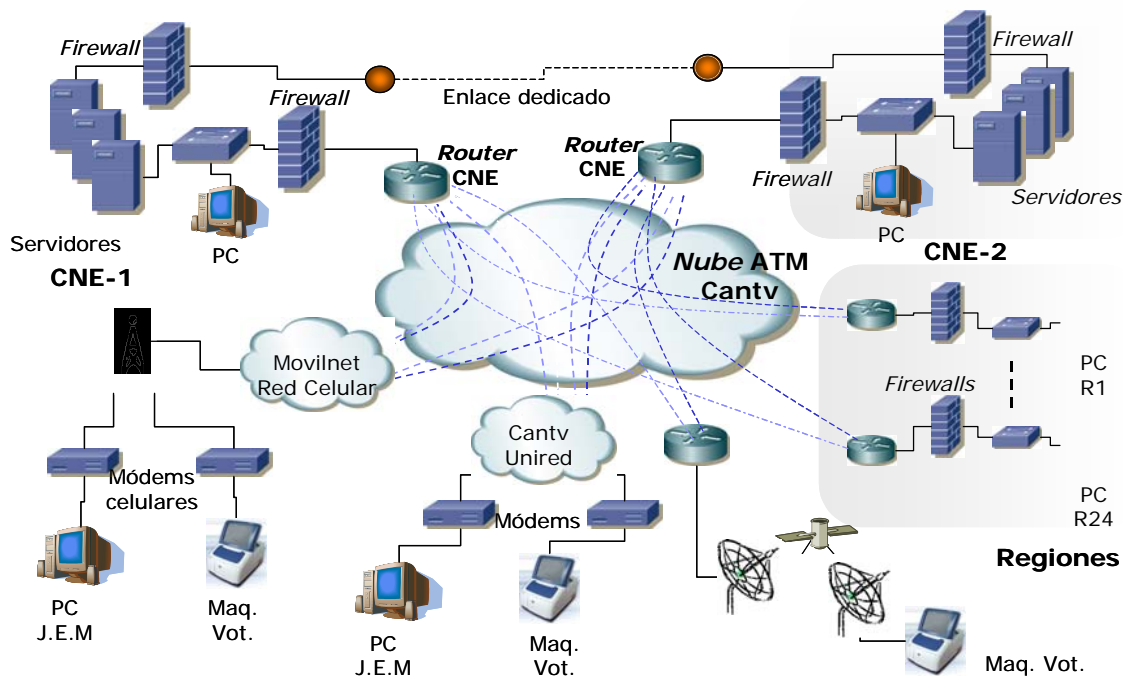 Firewall
Firewall
Enlace dedicado
Firewall
Router
CNE
Router
CNE
Firewall
Servidores
PC
Servidores
CNE-1
PC
CNE-2
Nube ATM
Cantv
Movilnet
Red Celular
PC
R1
Firewalls
Cantv
Unired
Módems
celulares
Módems
PC
R24
Regiones
PC
J.E.M
Maq.
Vot.
PC
J.E.M
Maq.
Vot.
Maq. Vot.